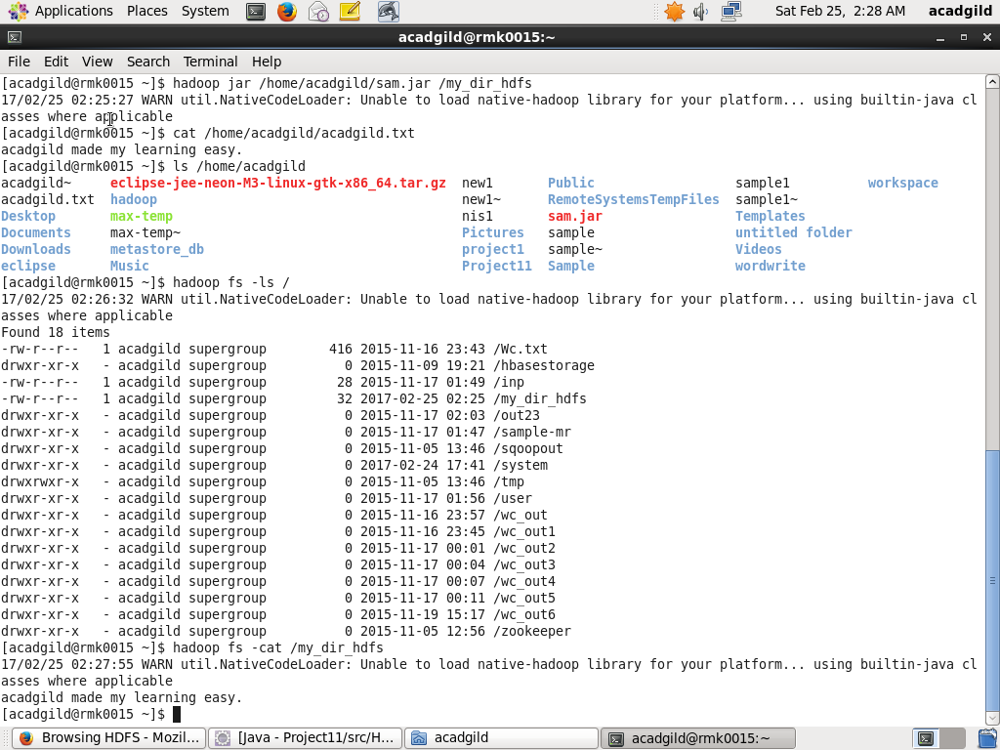 Applications Places System Sat Feb 25, 2:28 AM acadgild
acadgild@rmk0015:~
File Edit View Search Terminal Help
[acadgild@rmk0015 ~]$ hadoop jar /home/acadgild/sam.jar /my_dir_hdfs
17/02/25 02:25:27 WARN util.NativeCodeLoader: Unable to load native-hadoop library for your platform... using builtin-java cl
asses where applicable
[acadgild@rmk0015 ~]$ cat /home/acadgild/acadgild.txt
acadgild made my learning easy.
[acadgild@rmk0015 ~]$ ls /home/acadgild
acadgild~ eclipse-jee-neon-M3-linux-gtk-x86_64.tar.gz new1 Public sample1 workspace
acadgild.txt hadoop new1~ RemoteSystemsTempFiles sample1~
Desktop max-temp nis1 sam.jar Templates
Documents max-temp~ Pictures sample untitled folder
Downloads metastore_db project1 sample~ Videos
eclipse Music Project11 Sample wordwrite
[acadgild@rmk0015 ~]$ hadoop fs -ls /
17/02/25 02:26:32 WARN util.NativeCodeLoader: Unable to load native-hadoop library for your platform... using builtin-java cl
asses where applicable
Found 18 items
-rw-r--r-- 1 acadgild supergroup 416 2015-11-16 23:43 /Wc.txt
drwxr-xr-x - acadgild supergroup 0 2015-11-09 19:21 /hbasestorage
-rw-r--r-- 1 acadgild supergroup 28 2015-11-17 01:49 /inp
-rw-r--r-- 1 acadgild supergroup 32 2017-02-25 02:25 /my_dir_hdfs
drwxr-xr-x - acadgild supergroup 0 2015-11-17 02:03 /out23
drwxr-xr-x - acadgild supergroup 0 2015-11-17 01:47 /sample-mr
drwxr-xr-x - acadgild supergroup 0 2015-11-05 13:46 /sqoopout
drwxr-xr-x - acadgild supergroup 0 2017-02-24 17:41 /system
drwxrwxr-x - acadgild supergroup 0 2015-11-05 13:46 /tmp
drwxr-xr-x - acadgild supergroup 0 2015-11-17 01:56 /user
drwxr-xr-x - acadgild supergroup 0 2015-11-16 23:57 /wc_out
drwxr-xr-x - acadgild supergroup 0 2015-11-16 23:45 /wc_out1
drwxr-xr-x - acadgild supergroup 0 2015-11-17 00:01 /wc_out2
drwxr-xr-x - acadgild supergroup 0 2015-11-17 00:04 /wc_out3
drwxr-xr-x - acadgild supergroup 0 2015-11-17 00:07 /wc_out4
drwxr-xr-x - acadgild supergroup 0 2015-11-17 00:11 /wc_out5
drwxr-xr-x - acadgild supergroup 0 2015-11-19 15:17 /wc_out6
drwxr-xr-x - acadgild supergroup 0 2015-11-05 12:56 /zookeeper
[acadgild@rmk0015 ~]$ hadoop fs -cat /my_dir_hdfs
17/02/25 02:27:55 WARN util.NativeCodeLoader: Unable to load native-hadoop library for your platform... using builtin-java cl
asses where applicable
acadgild made my learning easy.
[acadgild@rmk0015 ~]$
Browsing HDFS - Mozil... [Java - Project11/src/H... acadgild acadgild@rmk0015:~